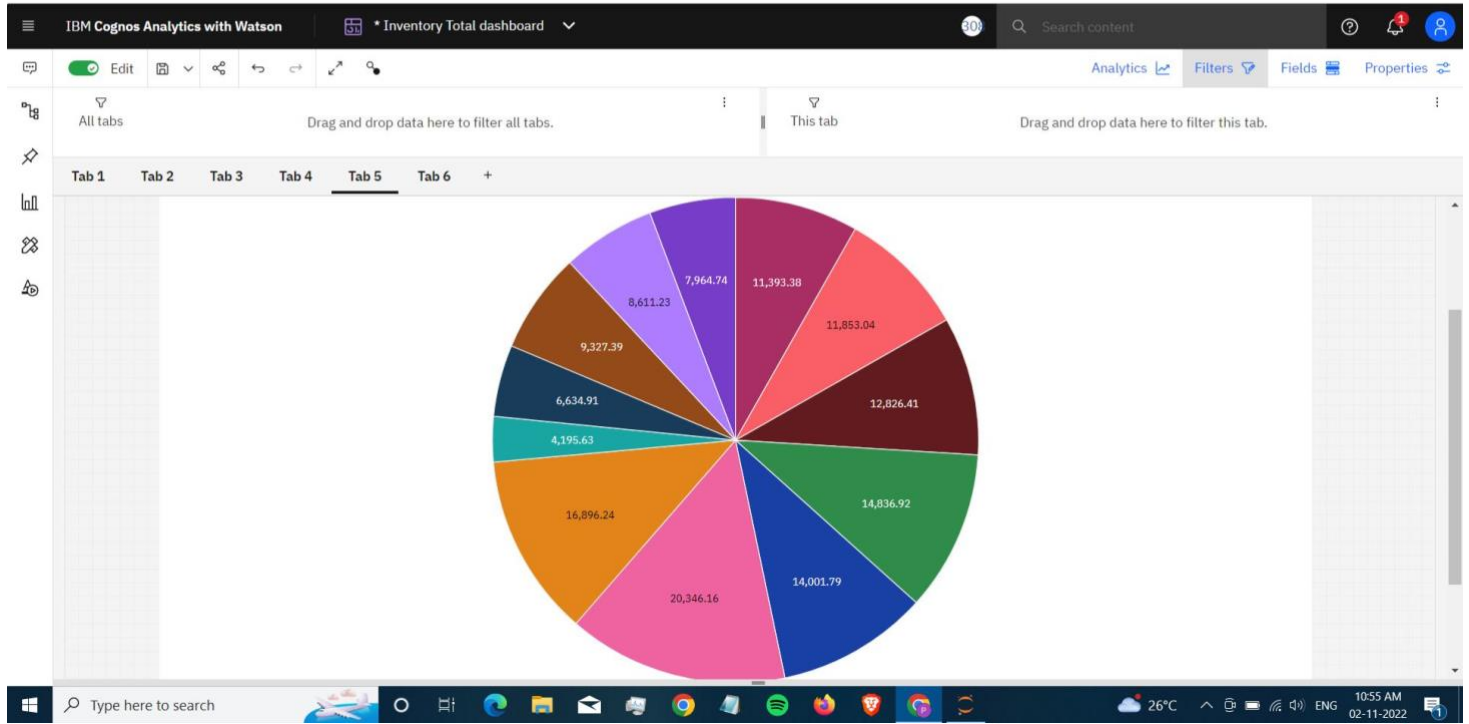 IBM Cognos Analytics with Watson
* Inventory Total dashboard
Search content
1
Edit
Analytics
Filters
Fields
Properties
All tabs
Drag and drop data here to filter all tabs.
This tab
Drag and drop data here to filter this tab.
Tab 1 Tab 2 Tab 3 Tab 4 Tab 5 Tab 6 +
7,964.74
11,393.38
8,611.23
11,853.04
9,327.39
6,634.91
12,826.41
4,195.63
14,836.92
16,896.24
14,001.79
20,346.16
Type here to search
26°C
ENG
10:55 AM
02-11-2022
1